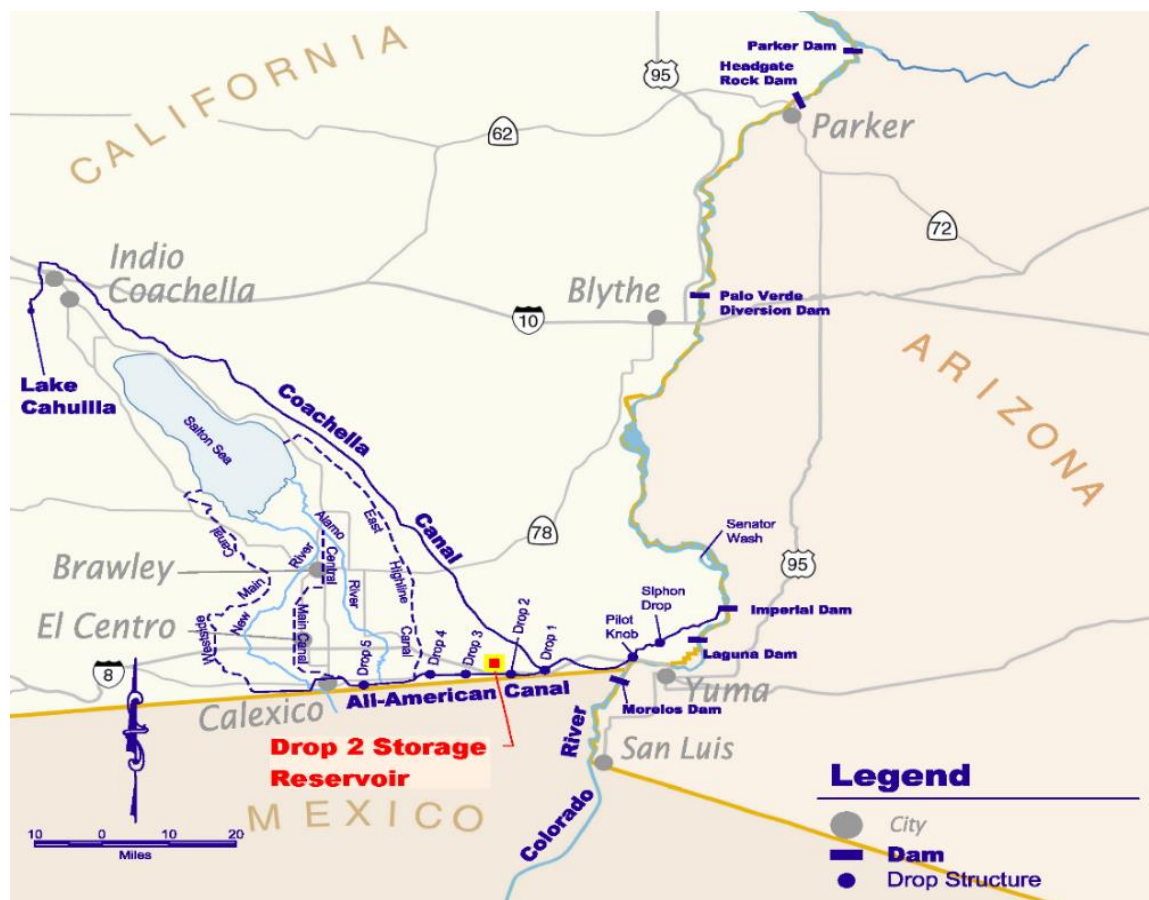 CALIFORNIA
Parker Dam
Headgate
Rock Dam
95
Parker
62
72
Indio
Coachella
Blythe
10
Palo Verde
Diversion Dam
ARIZONA
Lake
Cahuilla
Coachella
Canal
Salton Sea
Alamo
River
East
Highline
Canal
78
Senator
Wash
95
Canal
Main
Westside
River
New
Central
Main Canal
Brawley
El Centro
Siphon
Drop
Pilot
Knob
Imperial Dam
Laguna Dam
Drop 5
Drop 4
Drop 3
Drop 2
Drop 1
8
All-American Canal
Calexico
Yuma
Morelos Dam
Drop 2 Storage
Reservoir
River
Colorado
San Luis
MEXICO
10 0 10 20
Miles
Legend
City
Dam
Drop Structure